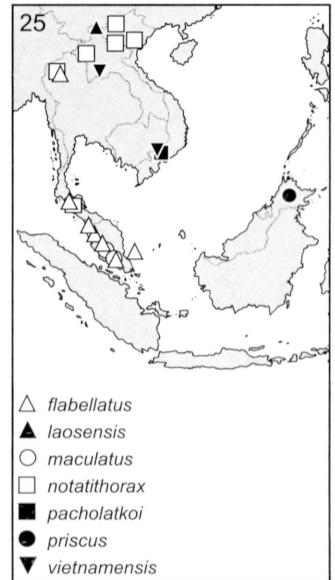 25
flabellatus
laosensis
maculatus
notatithorax
pacholatkoi
priscus
vietnamensis